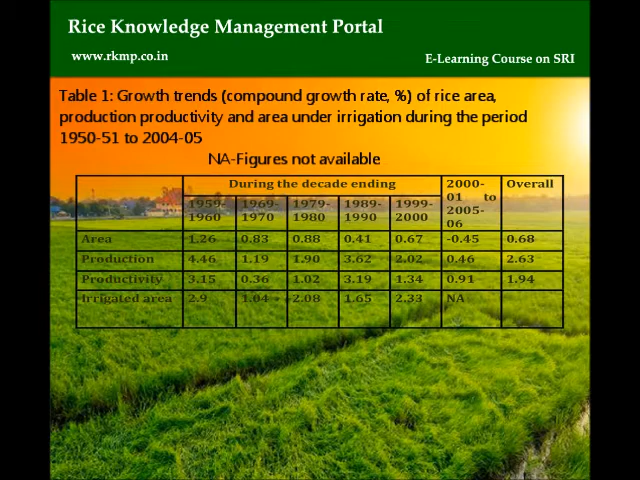 Rice Knowledge Management Portal
www.rkmp.co.in
E-Learning Course on SRI
Table 1: Growth trends (compound growth rate, %) of rice area,
production productivity and area under irrigation during the period
1950-51 to 2004-05
NA-Figures not available
During the decade ending 2000-01 to 2005-06 Overall
1959-1960 1969-1970 1979-1980 1989-1990 1999-2000
Area 1.26 0.83 0.88 0.41 0.67 -0.45 0.68
Production 4.46 1.19 1.90 3.62 2.02 0.46 2.63
Productivity 3.15 0.36 1.02 3.19 1.34 0.91 1.94
Irrigated area 2.9 1.04 2.08 1.65 2.33 NA